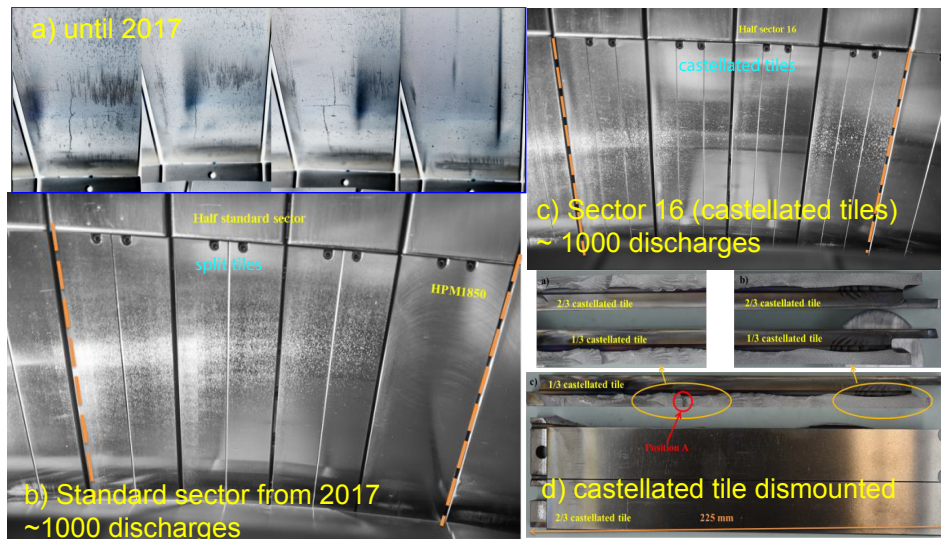 a) until 2017
Half standard sector
split tiles
HPM1850
b) Standard sector from 2017
~1000 discharges
Half sector 16
castellated tiles
c) Sector 16 (castellated tiles)
~ 1000 discharges
a)
2/3 castellated tile
1/3 castellated tile
b)
2/3 castellated tile
1/3 castellated tile
c)
1/3 castellated tile
Position A
d) castellated tile dismounted
2/3 castellated tile
225 mm